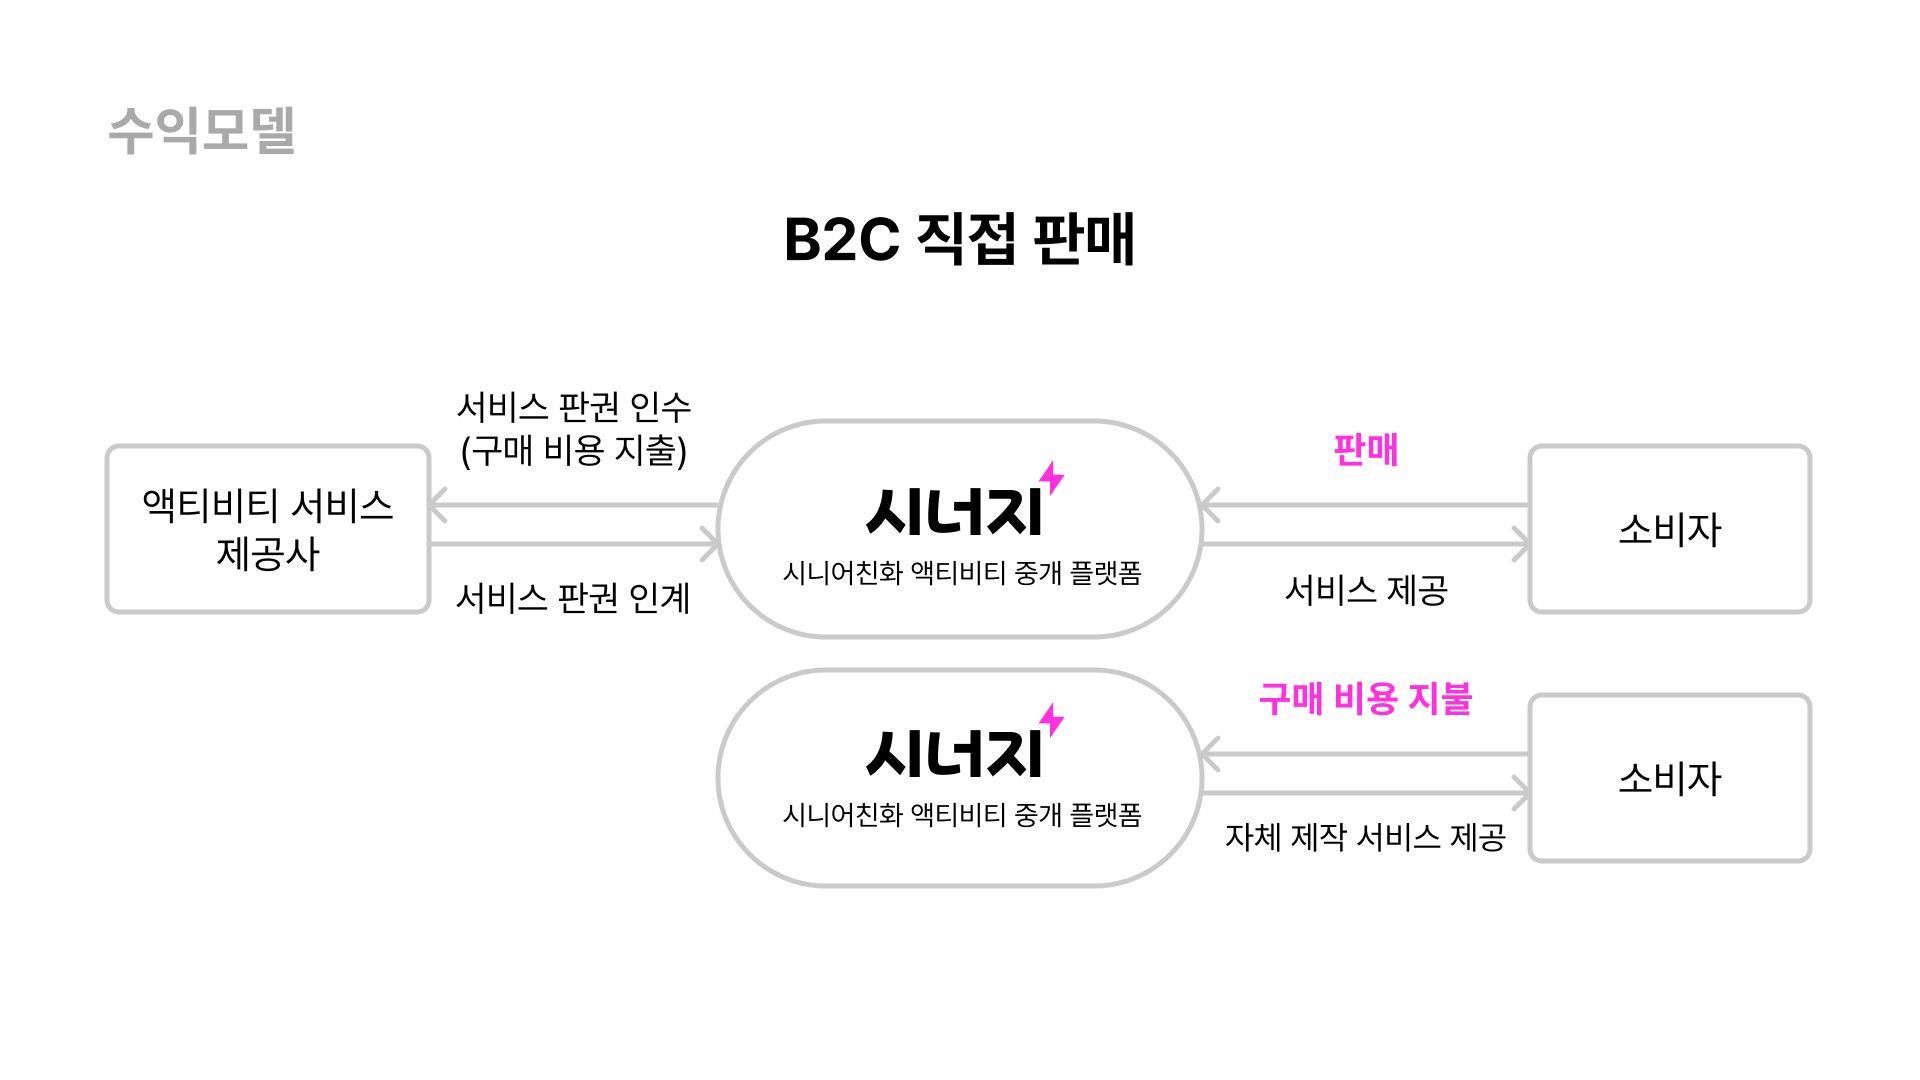 수익모델
B2C 직접 판매
서비스 판권 인수
(구매 비용 지출)
액티비티 서비스
제공사
서비스 판권 인계
시너지
시니어친화 액티비티 중개 플랫폼
판매
서비스 제공
소비자
시너지
시니어친화 액티비티 중개 플랫폼
구매 비용 지불
자체 제작 서비스 제공
소비자